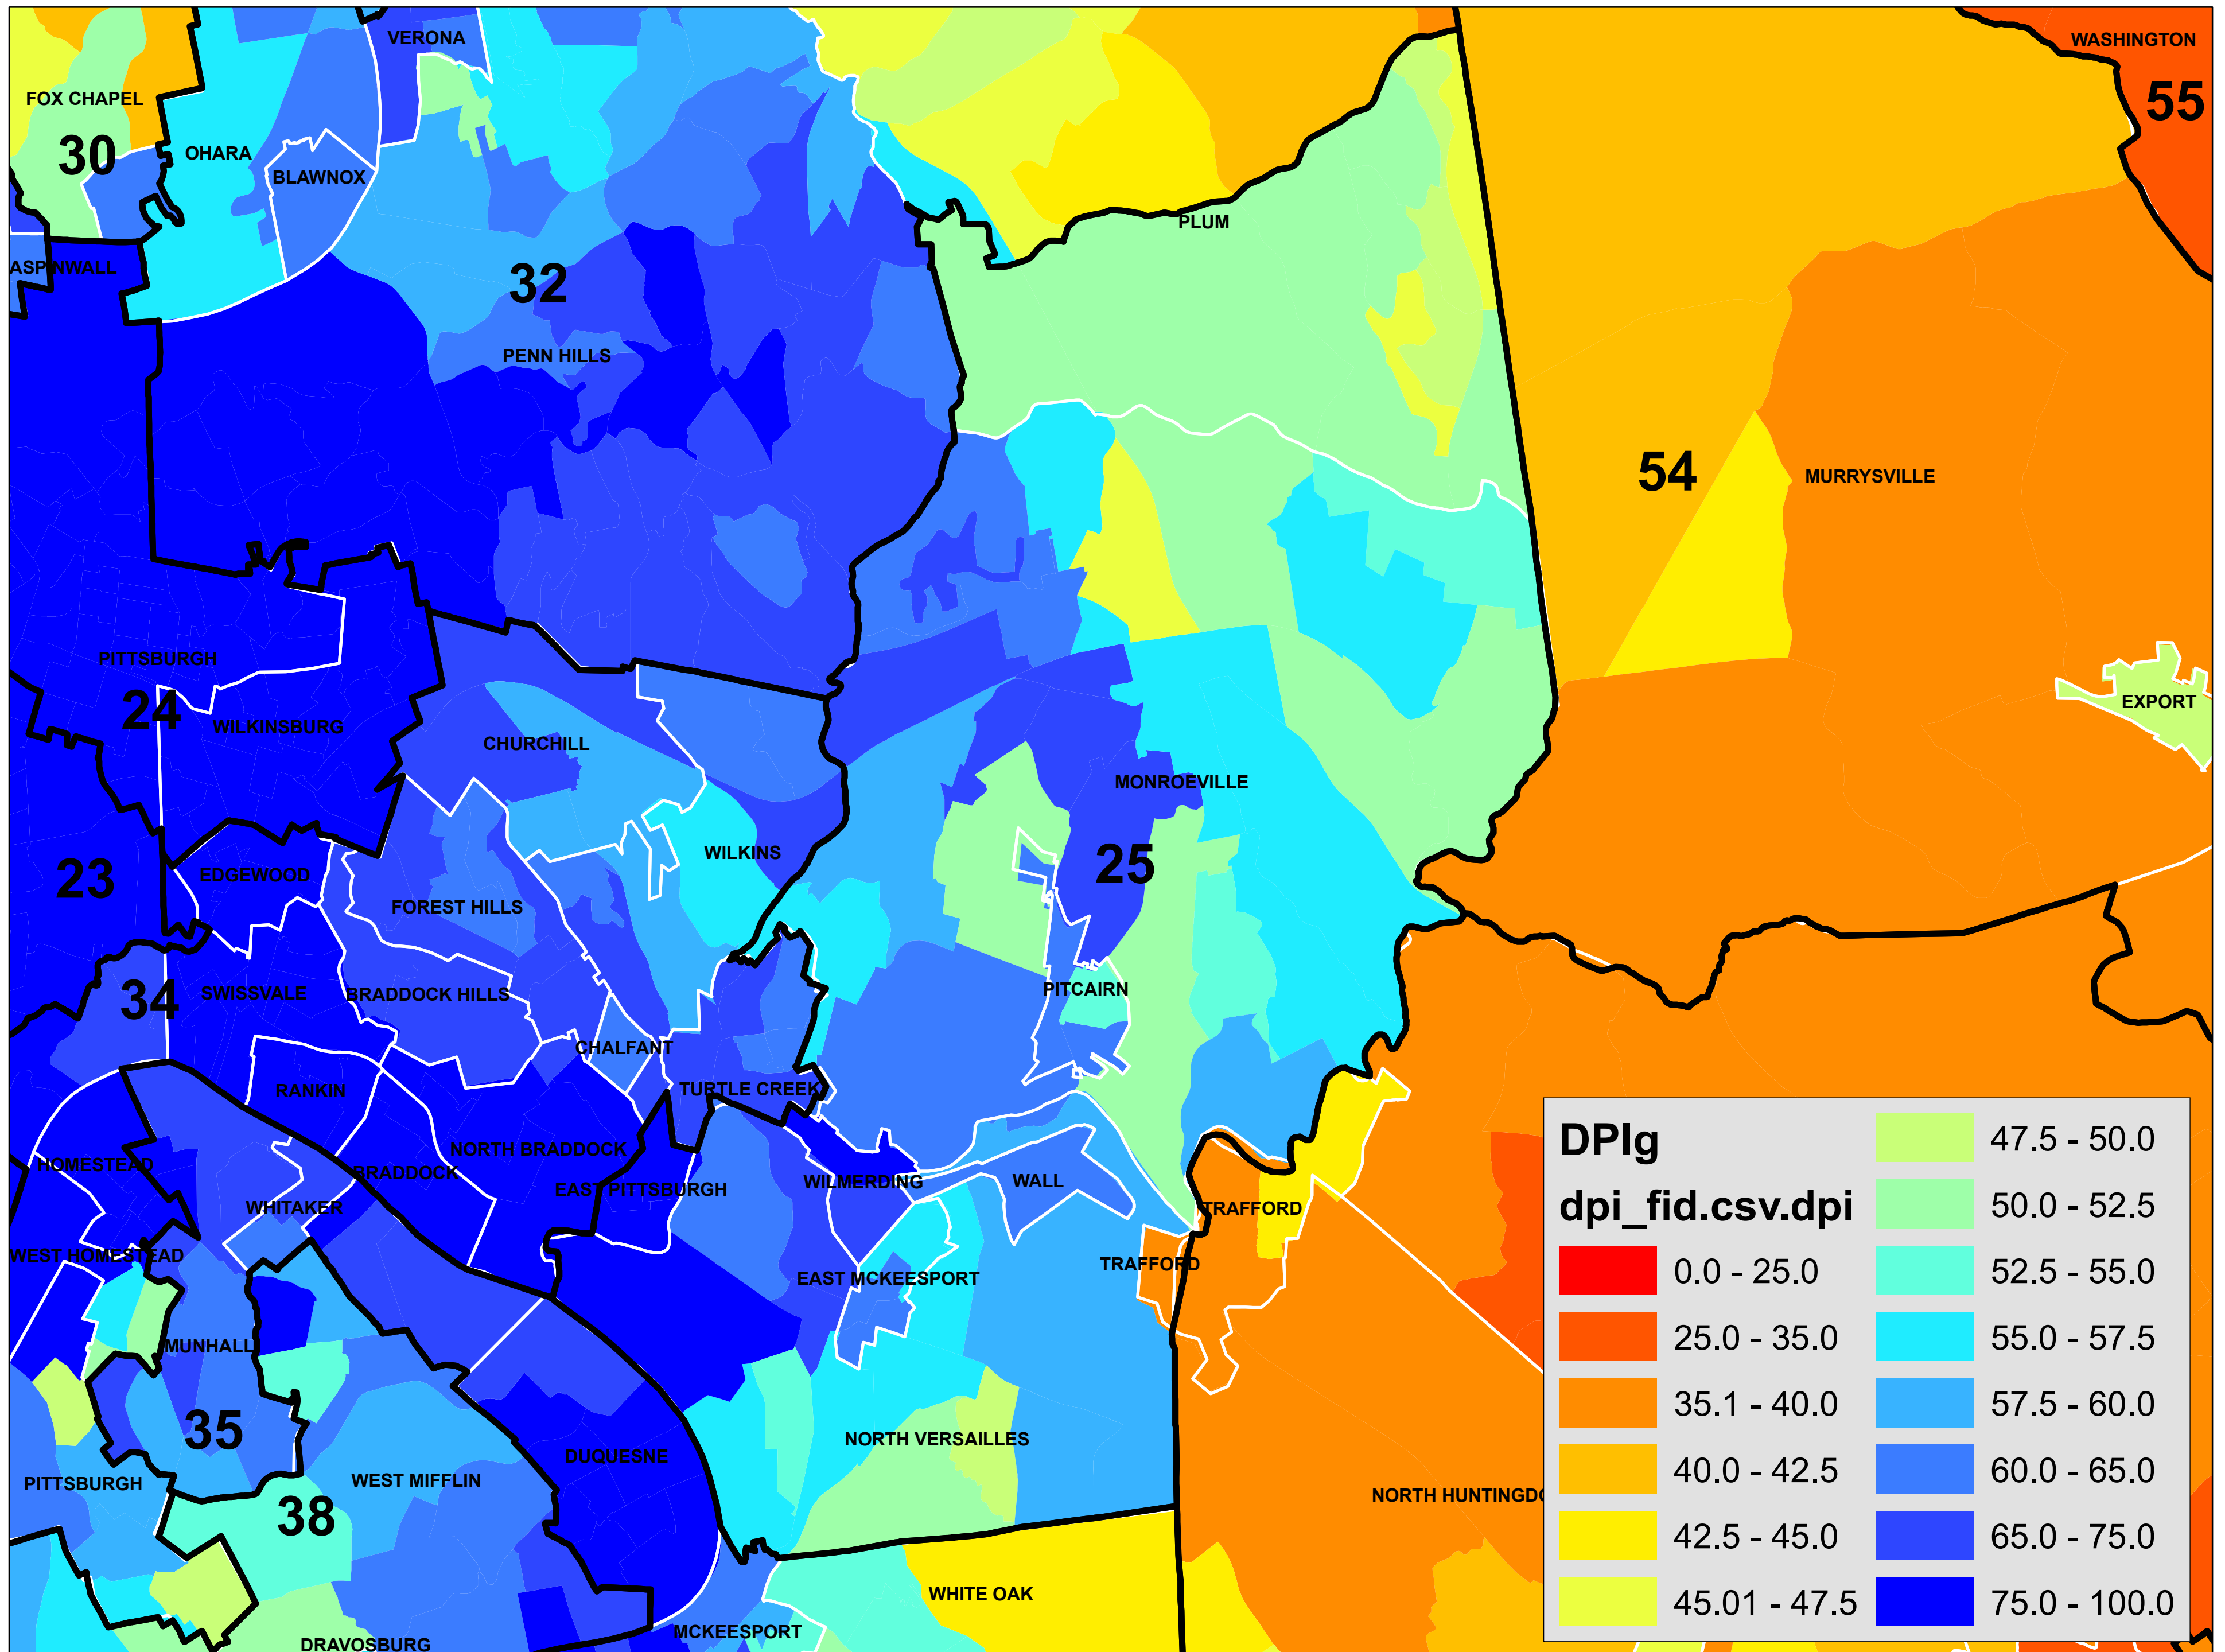 VERONA
WASHINGTON
FOX CHAPEL
55
30
OHARA
BLAWNOX
PLUM
ASPINWALL
32
PENN HILLS
54
MURRYSVILLE
PITTSBURGH
24
WILKINSBURG
EXPORT
CHURCHILL
MONROEVILLE
WILKINS
25
23
EDGEWOOD
FOREST HILLS
34
SWISSVALE
BRADDOCK HILLS
PITCAIRN
CHALFANT
RANKIN
TURTLE CREEK
NORTH BRADDOCK
HOMESTEAD
BRADDOCK
EAST PITTSBURGH
WILMERDING
WALL
WHITAKER
TRAFFORD
WEST HOMESTEAD
TRAFFORD
EAST MCKEESPORT
MUNHALL
35
NORTH VERSAILLES
DUQUESNE
PITTSBURGH
WEST MIFFLIN
NORTH HUNTINGDO
38
WHITE OAK
MCKEESPORT
DRAVOSBURG
DPIg
dpi_fid.csv.dpi
0.0 - 25.0
25.0 - 35.0
35.1 - 40.0
40.0 - 42.5
42.5 - 45.0
45.01 - 47.5
47.5 - 50.0
50.0 - 52.5
52.5 - 55.0
55.0 - 57.5
57.5 - 60.0
60.0 - 65.0
65.0 - 75.0
75.0 - 100.0